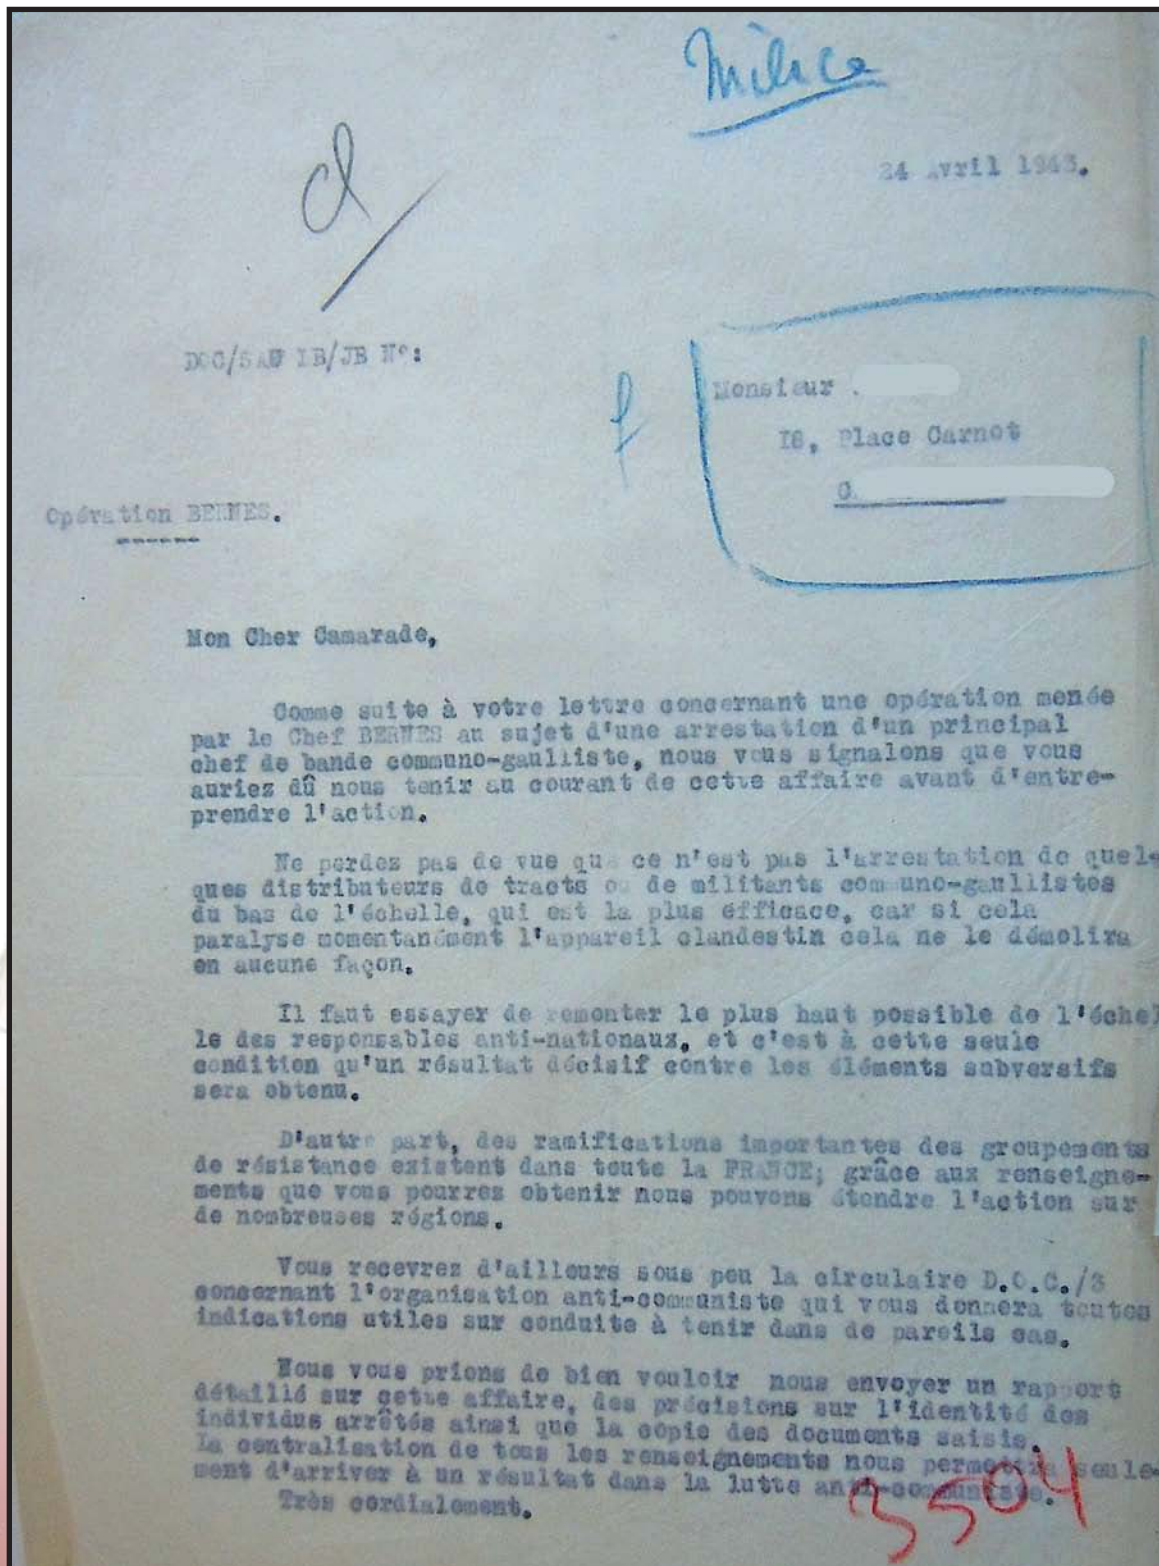 Milice
24 Avril 1943.
DOC/SAU IB/JB N°:
Monsieur .
18, Place Carnot
C
Opération BERNES.
Mon Cher Camarade,
Comme suite à votre lettre concernant une opération menée
par le Chef BERNES au sujet d'une arrestation d'un principal
chef de bande communo-gaulliste, nous vous signalons que vous
auriez dû nous tenir au courant de cette affaire avant d'entre-
prendre l'action.
Ne perdez pas de vue que ce n'est pas l'arrestation de quel-
ques distributeurs de tracts ou de militants communo-gaullistes
du bas de l'échelle, qui est la plus éfficace, car si cela
paralyse momentanément l'appareil clandestin cela ne le démolira
en aucune façon.
Il faut essayer de remonter le plus haut possible de l'échel
le des responsables anti-nationaux, et c'est à cette seule
condition qu'un résultat décisif contre les éléments subversifs
sera obtenu.
D'autre part, des ramifications importantes des groupements
de résistance existent dans toute la FRANCE; grâce aux renseigne-
ments que vous pourrez obtenir nous pouvons étendre l'action sur
de nombreuses régions.
Vous recevrez d'ailleurs sous peu la circulaire D.O.C./3
concernant l'organisation anti-communiste qui vous donnera toutes
indications utiles sur conduite à tenir dans de pareils cas.
Nous vous prions de bien vouloir nous envoyer un rapport
détaillé sur cette affaire, des précisions sur l'identité des
individus arrêtés ainsi que la copie des documents saisis.
La centralisation de tous les renseignements nous permettra seule-
ment d'arriver à un résultat dans la lutte anti-communiste.
Très cordialement.
3504